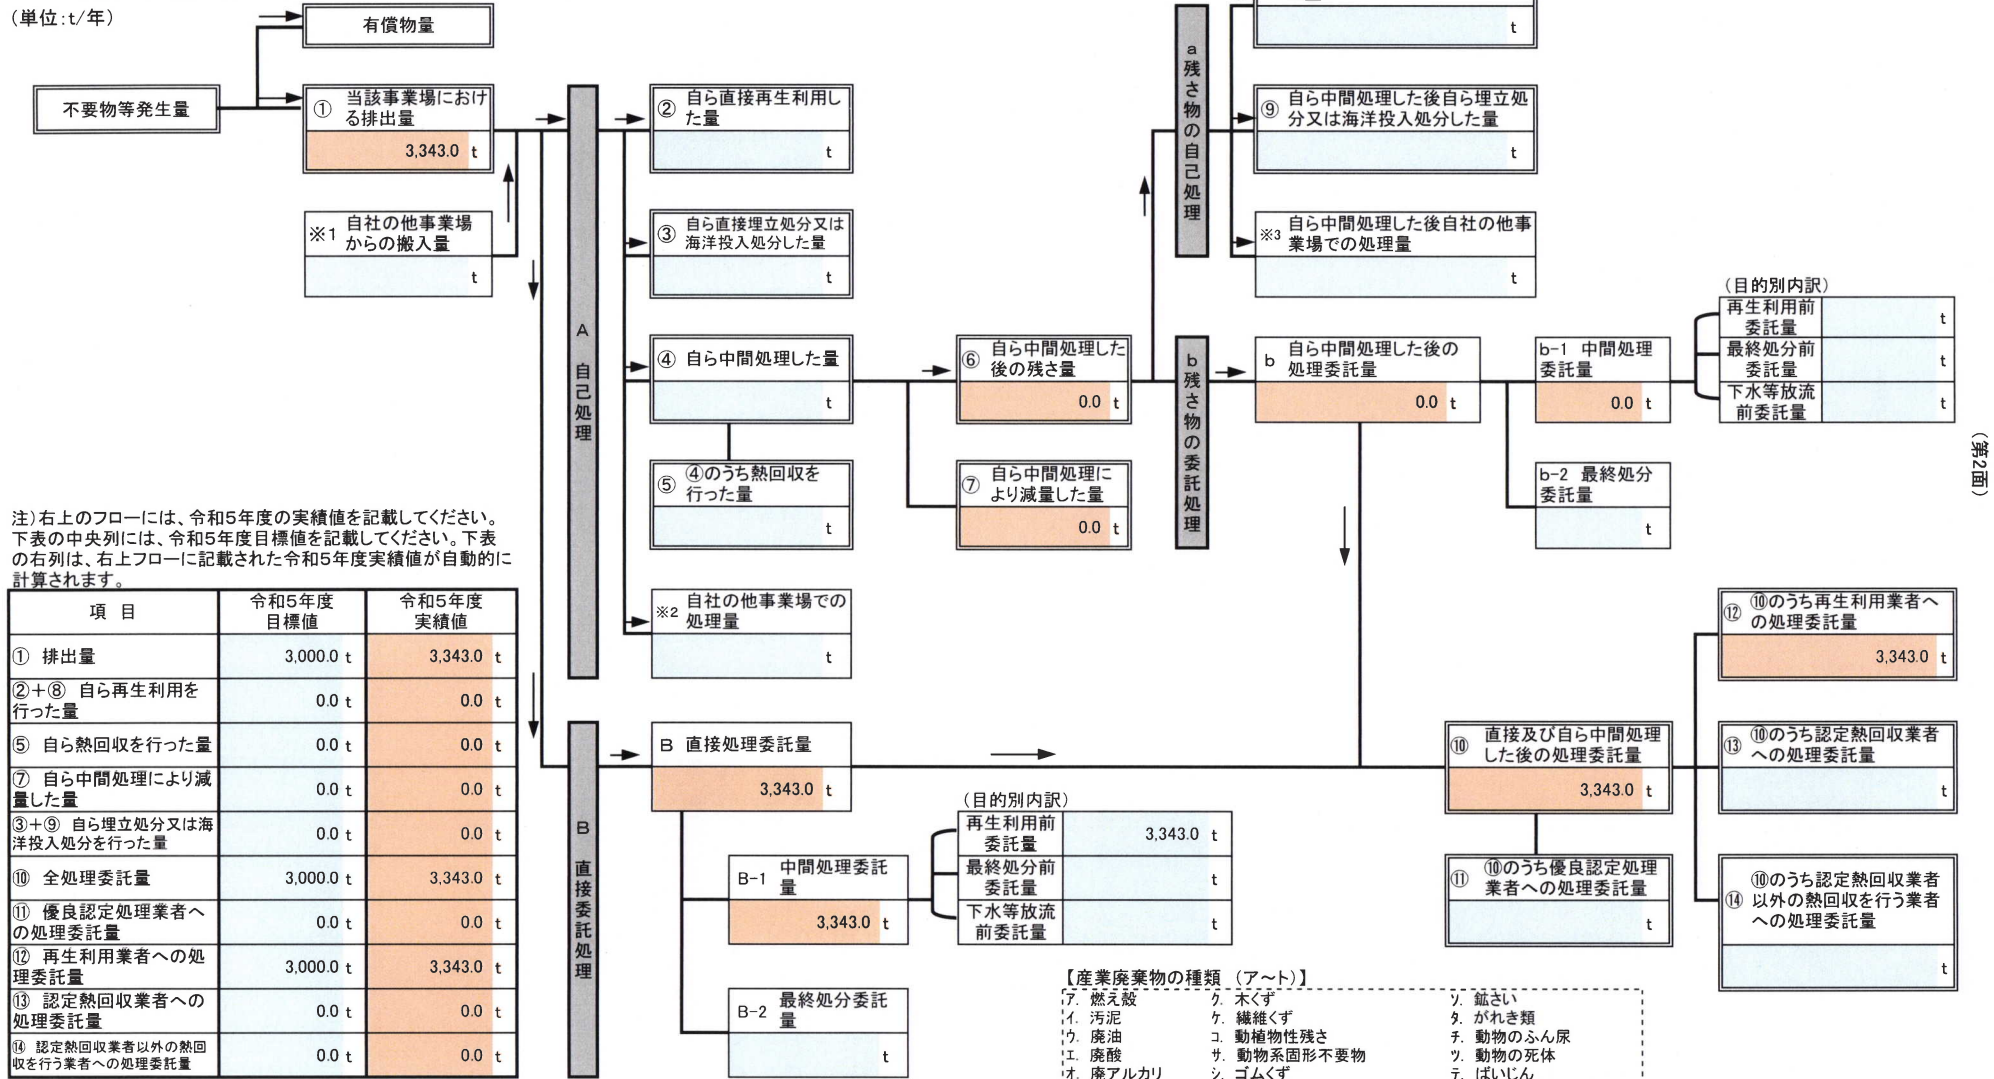 (単位:t/年)
有償物量
不要物等発生量
① 当該事業場におけ
る排出量
3,343.0 t
※1 自社の他事業場
からの搬入量
t
A 自己処理
② 自ら直接再生利用し
た量
t
③ 自ら直接埋立処分又は
海洋投入処分した量
t
④ 自ら中間処理した量
t
⑤ ④のうち熱回収を
行った量
t
※2 自社の他事業場での
処理量
t
⑥ 自ら中間処理した
後の残さ量
0.0 t
⑦ 自ら中間処理に
より減量した量
0.0 t
a 残さ物の自己処理
t
⑨ 自ら中間処理した後自ら埋立処
分又は海洋投入処分した量
t
※3 自ら中間処理した後自社の他事
業場での処理量
t
b 残さ物の委託処理
b 自ら中間処理した後の
処理委託量
0.0 t
b-1 中間処理
委託量
0.0 t
b-2 最終処分
委託量
t
(目的別内訳)
再生利用前
委託量
t
最終処分前
委託量
t
下水等放流
前委託量
t
(第2面)
注)右上のフローには、令和5年度の実績値を記載してください。
下表の中央列には、令和5年度目標値を記載してください。下表
の右列は、右上フローに記載された令和5年度実績値が自動的に
計算されます。
項 目
令和5年度
目標値
令和5年度
実績値
① 排出量
3,000.0 t
3,343.0 t
②+⑧ 自ら再生利用を
行った量
0.0 t
0.0 t
⑤ 自ら熱回収を行った量
0.0 t
0.0 t
⑦ 自ら中間処理により減
量した量
0.0 t
0.0 t
③+⑨ 自ら埋立処分又は海
洋投入処分を行った量
0.0 t
0.0 t
⑩ 全処理委託量
3,000.0 t
3,343.0 t
⑪ 優良認定処理業者へ
の処理委託量
0.0 t
0.0 t
⑫ 再生利用業者への処
理委託量
3,000.0 t
3,343.0 t
⑬ 認定熱回収業者への
処理委託量
0.0 t
0.0 t
⑭ 認定熱回収業者以外の熱回
収を行う業者への処理委託量
0.0 t
0.0 t
B 直接委託処理
B 直接処理委託量
3,343.0 t
B-1 中間処理委託
量
3,343.0 t
B-2 最終処分委託
量
t
(目的別内訳)
再生利用前
委託量
3,343.0 t
最終処分前
委託量
t
下水等放流
前委託量
t
⑩ 直接及び自ら中間処理
した後の処理委託量
3,343.0 t
⑪ ⑩のうち優良認定処理
業者への処理委託量
t
⑫ ⑩のうち再生利用業者へ
の処理委託量
3,343.0 t
⑬ ⑩のうち認定熱回収業者
への処理委託量
t
⑭ ⑩のうち認定熱回収業者
以外の熱回収を行う業者
への処理委託量
t
【産業廃棄物の種類 (ア~ト)】
ア. 燃え殻
イ. 汚泥
ウ. 廃油
エ. 廃酸
オ. 廃アルカリ
ク. 木くず
ケ. 繊維くず
コ. 動植物性残さ
サ. 動物系固形不要物
シ. ゴムくず
ソ. 鉱さい
タ. がれき類
チ. 動物のふん尿
ツ. 動物の死体
テ. ばいじん